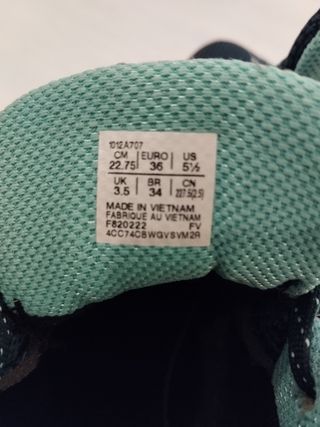 1012A707
CM EURO US
22.75 36 5½
UK BR CN
3.5 34 227.5(2.5)
MADE IN VIETNAM
FABRIQUE AU VIETNAM
F820222 FV
4CC74CBWGVSVM2R